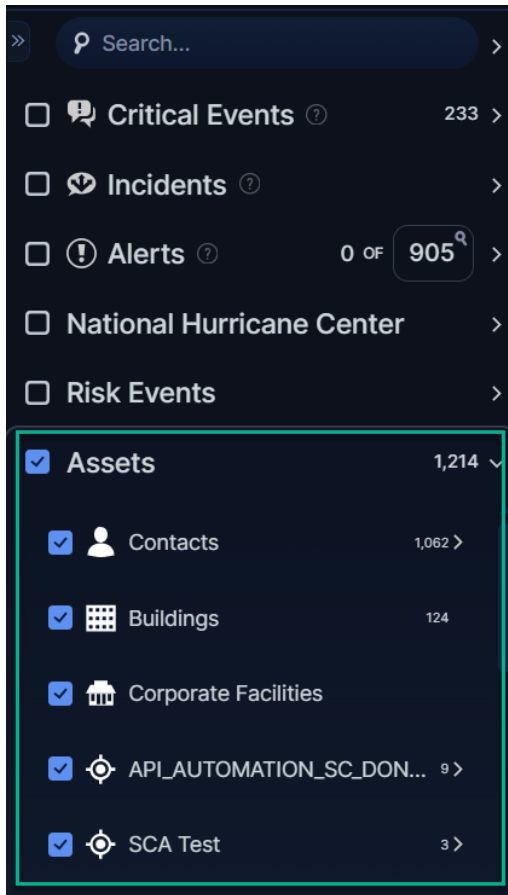 Search...
Critical Events ? 233
Incidents ?
Alerts ? 0 OF 905
National Hurricane Center
Risk Events
Assets 1,214
Contacts 1,062
Buildings 124
Corporate Facilities
API_AUTOMATION_SC_DON... 9
SCA Test 3